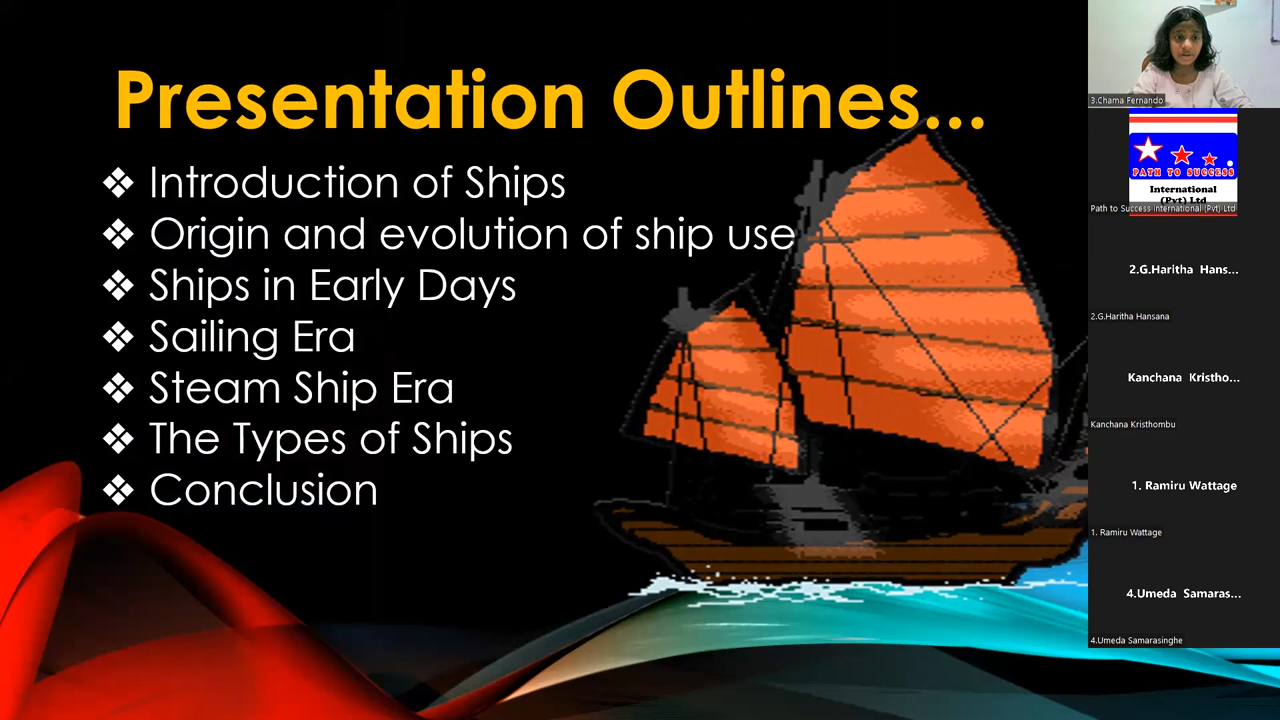 Presentation Outlines...
❖ Introduction of Ships
❖ Origin and evolution of ship use
❖ Ships in Early Days
❖ Sailing Era
❖ Steam Ship Era
❖ The Types of Ships
❖ Conclusion
3.Chama Fernando
PATH TO SUCCESS
International
(Pvt) Ltd
Path to Success International (Pvt) Ltd
2.G.Haritha Hans...
2.G.Haritha Hansana
Kanchana Kristho...
Kanchana Kristhombu
1. Ramiru Wattage
1. Ramiru Wattage
4.Umeda Samaras...
4.Umeda Samarasinghe